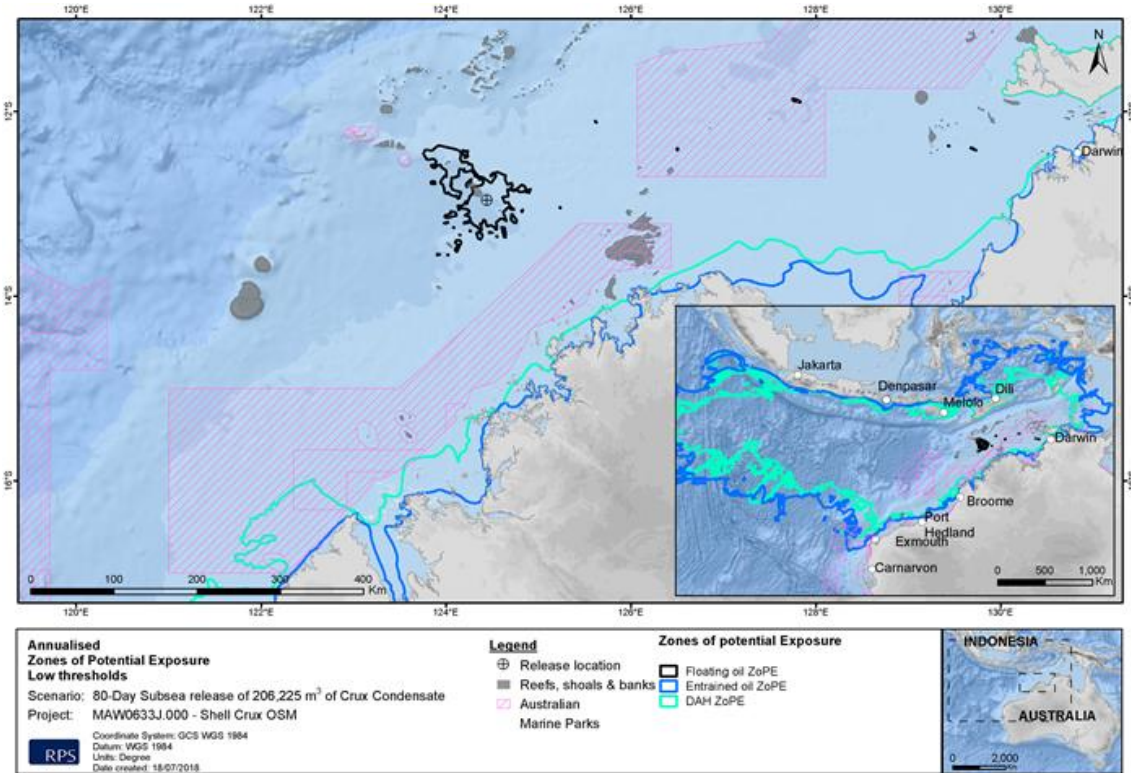 120°E 122°E 124°E 126°E 128°E 130°E
N
12°S 12°S
Darwin
14°S
Jakarta
Denpasar
Dili
Melolo
Darwin
16°S
Broome
Port
Hedland
Exmouth
Carnarvon
0 100 200 300 400
Km
0 500 1,000
Km
120°E 122°E 124°E 126°E 128°E 130°E
Annualised
Zones of Potential Exposure
Low thresholds
Scenario: 80-Day Subsea release of 206,225 m³ of Crux Condensate
Project: MAW0633J.000 - Shell Crux OSM
RPS
Coordinate System: GCS WGS 1984
Datum: WGS 1984
Units: Degree
Date created: 18/07/2018
Legend
Release location
Reefs, shoals & banks
Australian
Marine Parks
Zones of potential Exposure
Floating oil ZoPE
Entrained oil ZoPE
DAH ZoPE
INDONESIA
AUSTRALIA
0 2,000
Km